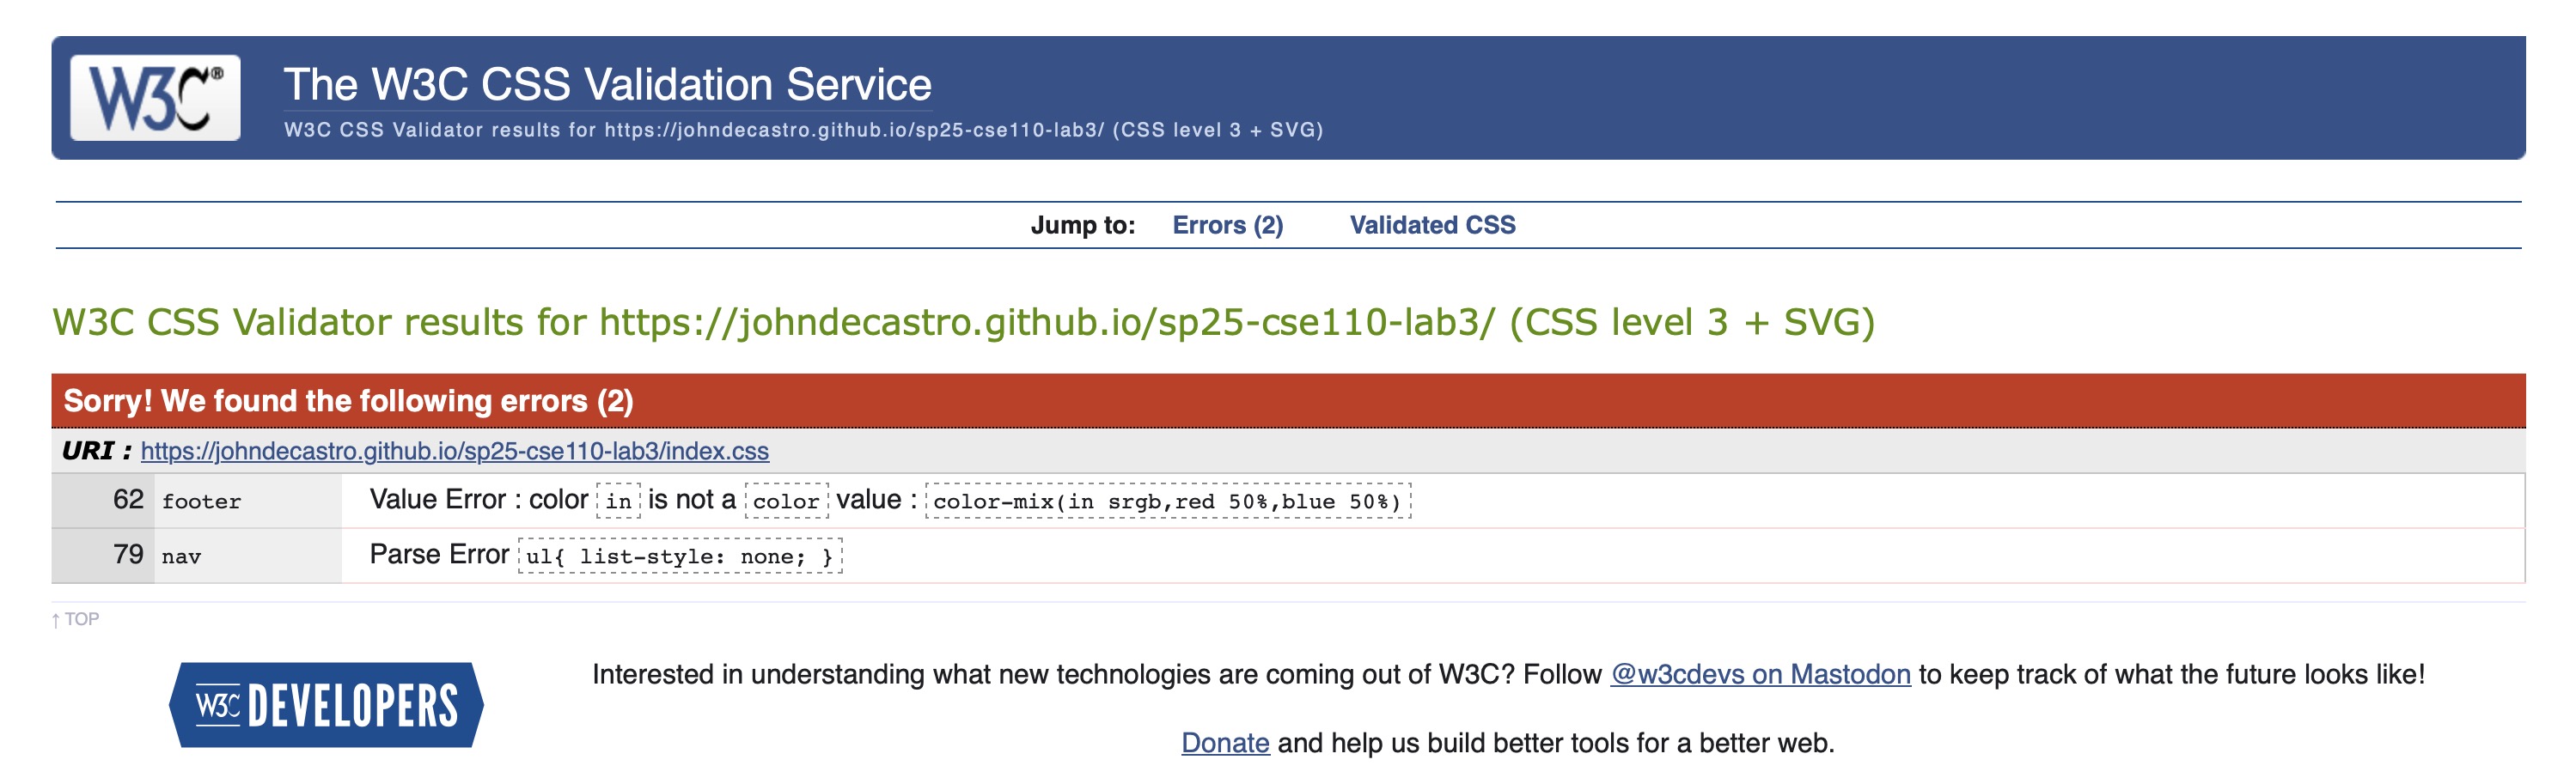 W3C®
The W3C CSS Validation Service
W3C CSS Validator results for https://johndecastro.github.io/sp25-cse110-lab3/ (CSS level 3 + SVG)
Jump to: Errors (2) Validated CSS
W3C CSS Validator results for https://johndecastro.github.io/sp25-cse110-lab3/ (CSS level 3 + SVG)
Sorry! We found the following errors (2)
URI : https://johndecastro.github.io/sp25-cse110-lab3/index.css
62 footer Value Error : color in is not a color value : color-mix(in srgb,red 50%,blue 50%)
79 nav Parse Error ul{ list-style: none; }
↑ TOP
W3C DEVELOPERS
Interested in understanding what new technologies are coming out of W3C? Follow @w3cdevs on Mastodon to keep track of what the future looks like!
Donate and help us build better tools for a better web.